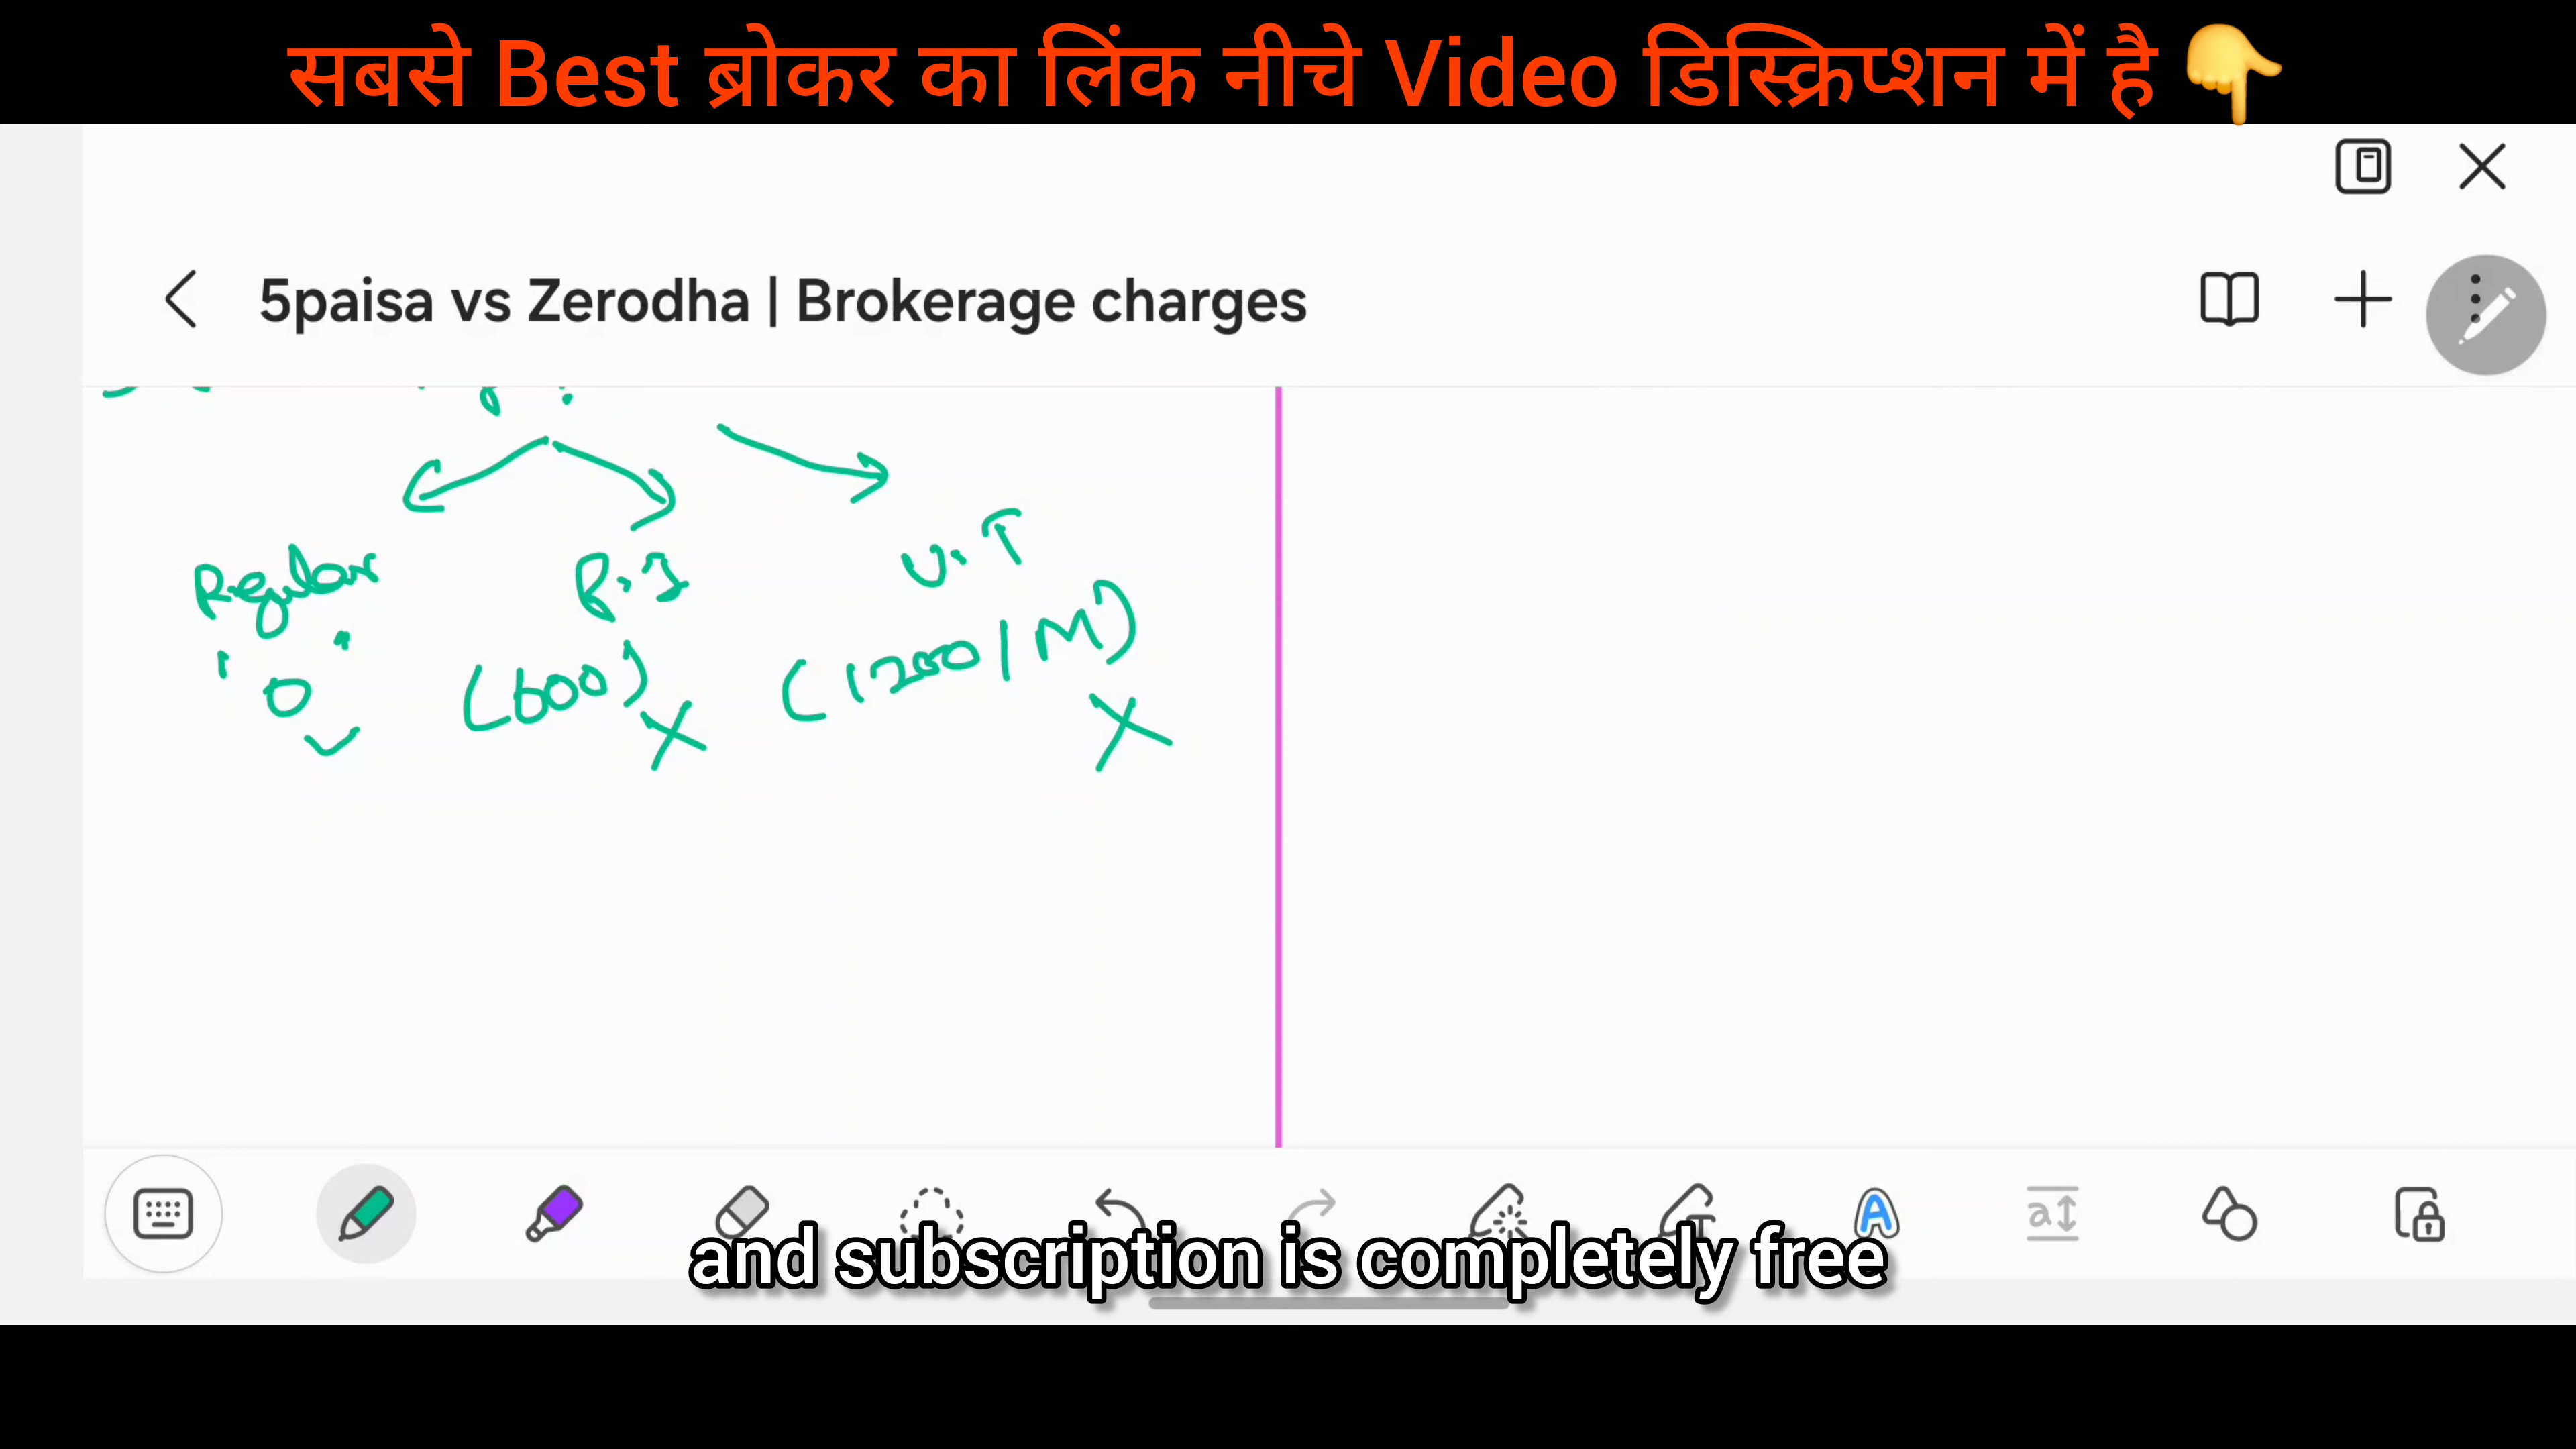 सबसे Best ब्रोकर का लिंक नीचे Video डिस्क्रिप्शन में है 👇
5paisa vs Zerodha | Brokerage charges
Regular
P.I
U.T
"0"
(600)
(1200/M)
and subscription is completely free